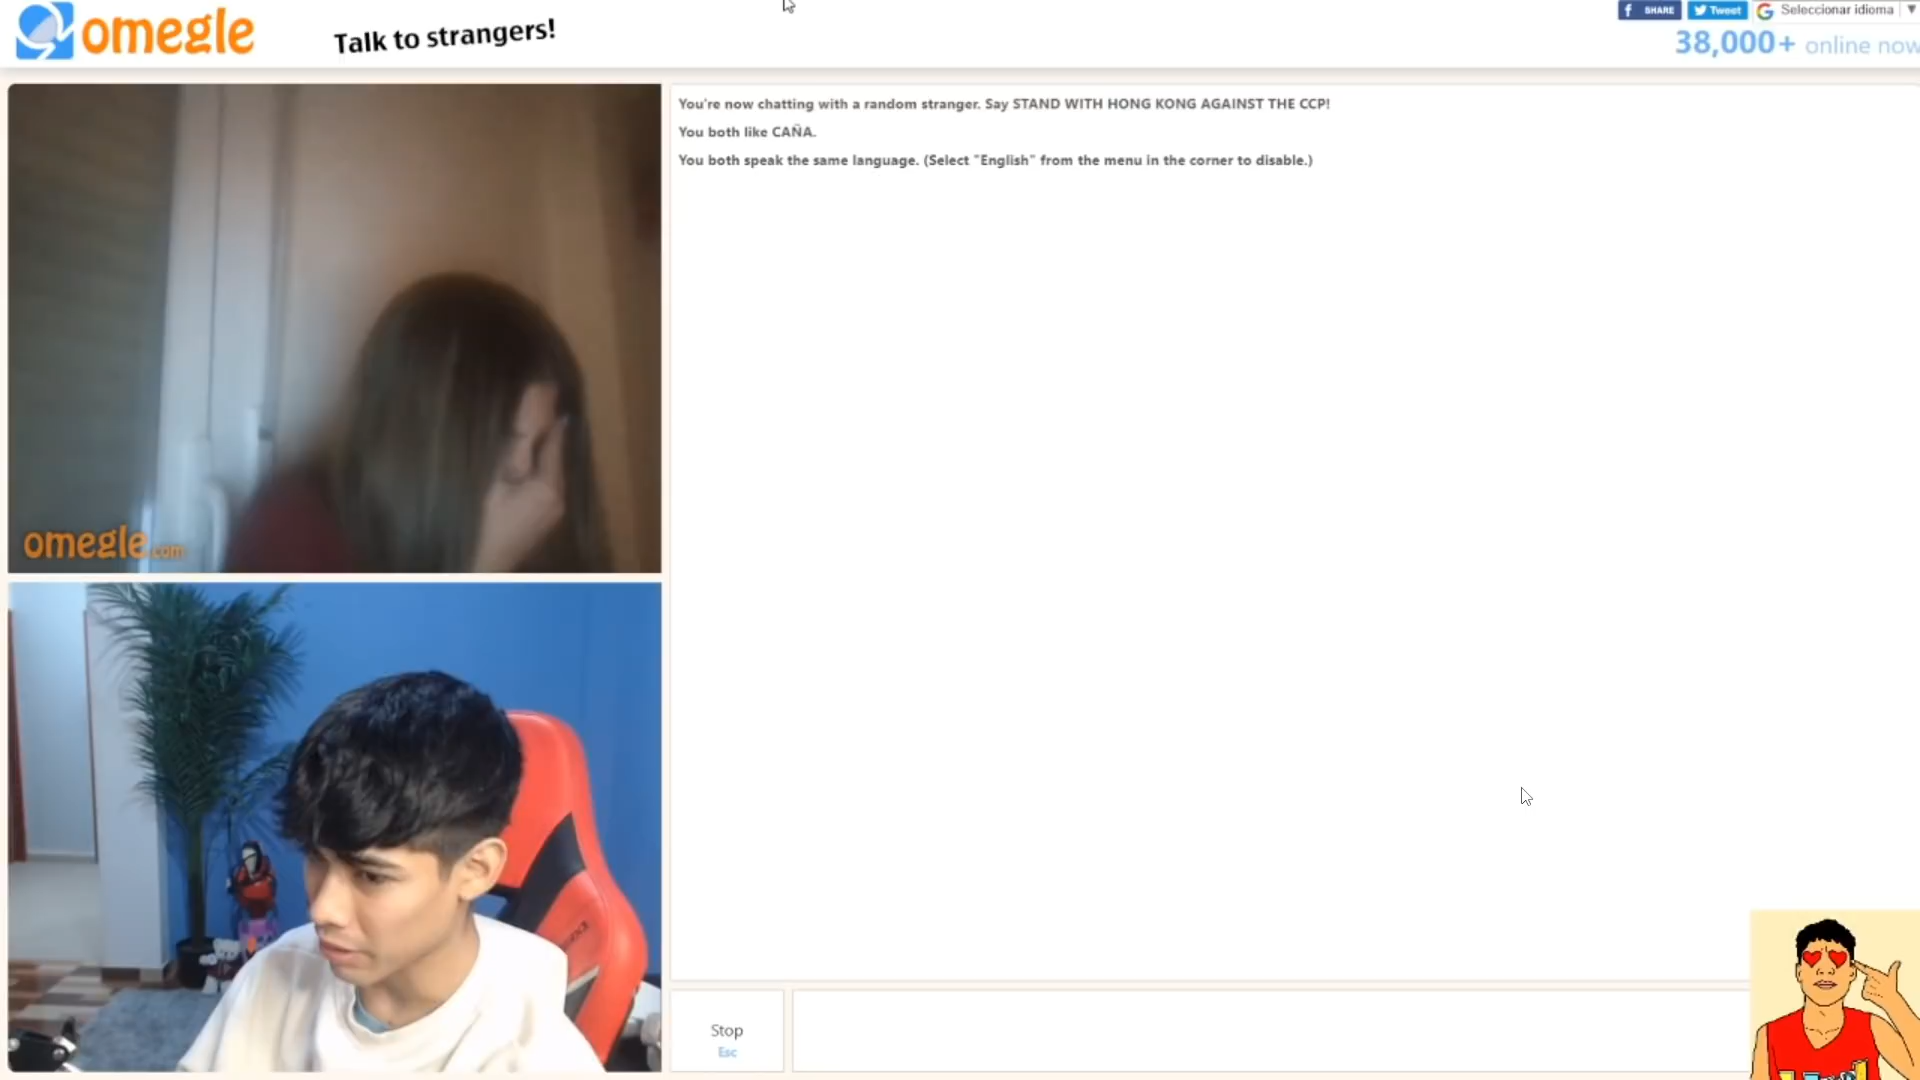 omegle
Talk to strangers!
f SHARE
Tweet
G Seleccionar idioma ▼
38,000+ online now
You're now chatting with a random stranger. Say STAND WITH HONG KONG AGAINST THE CCP!
You both like CAÑA.
You both speak the same language. (Select "English" from the menu in the corner to disable.)
omegle.com
Stop
Esc